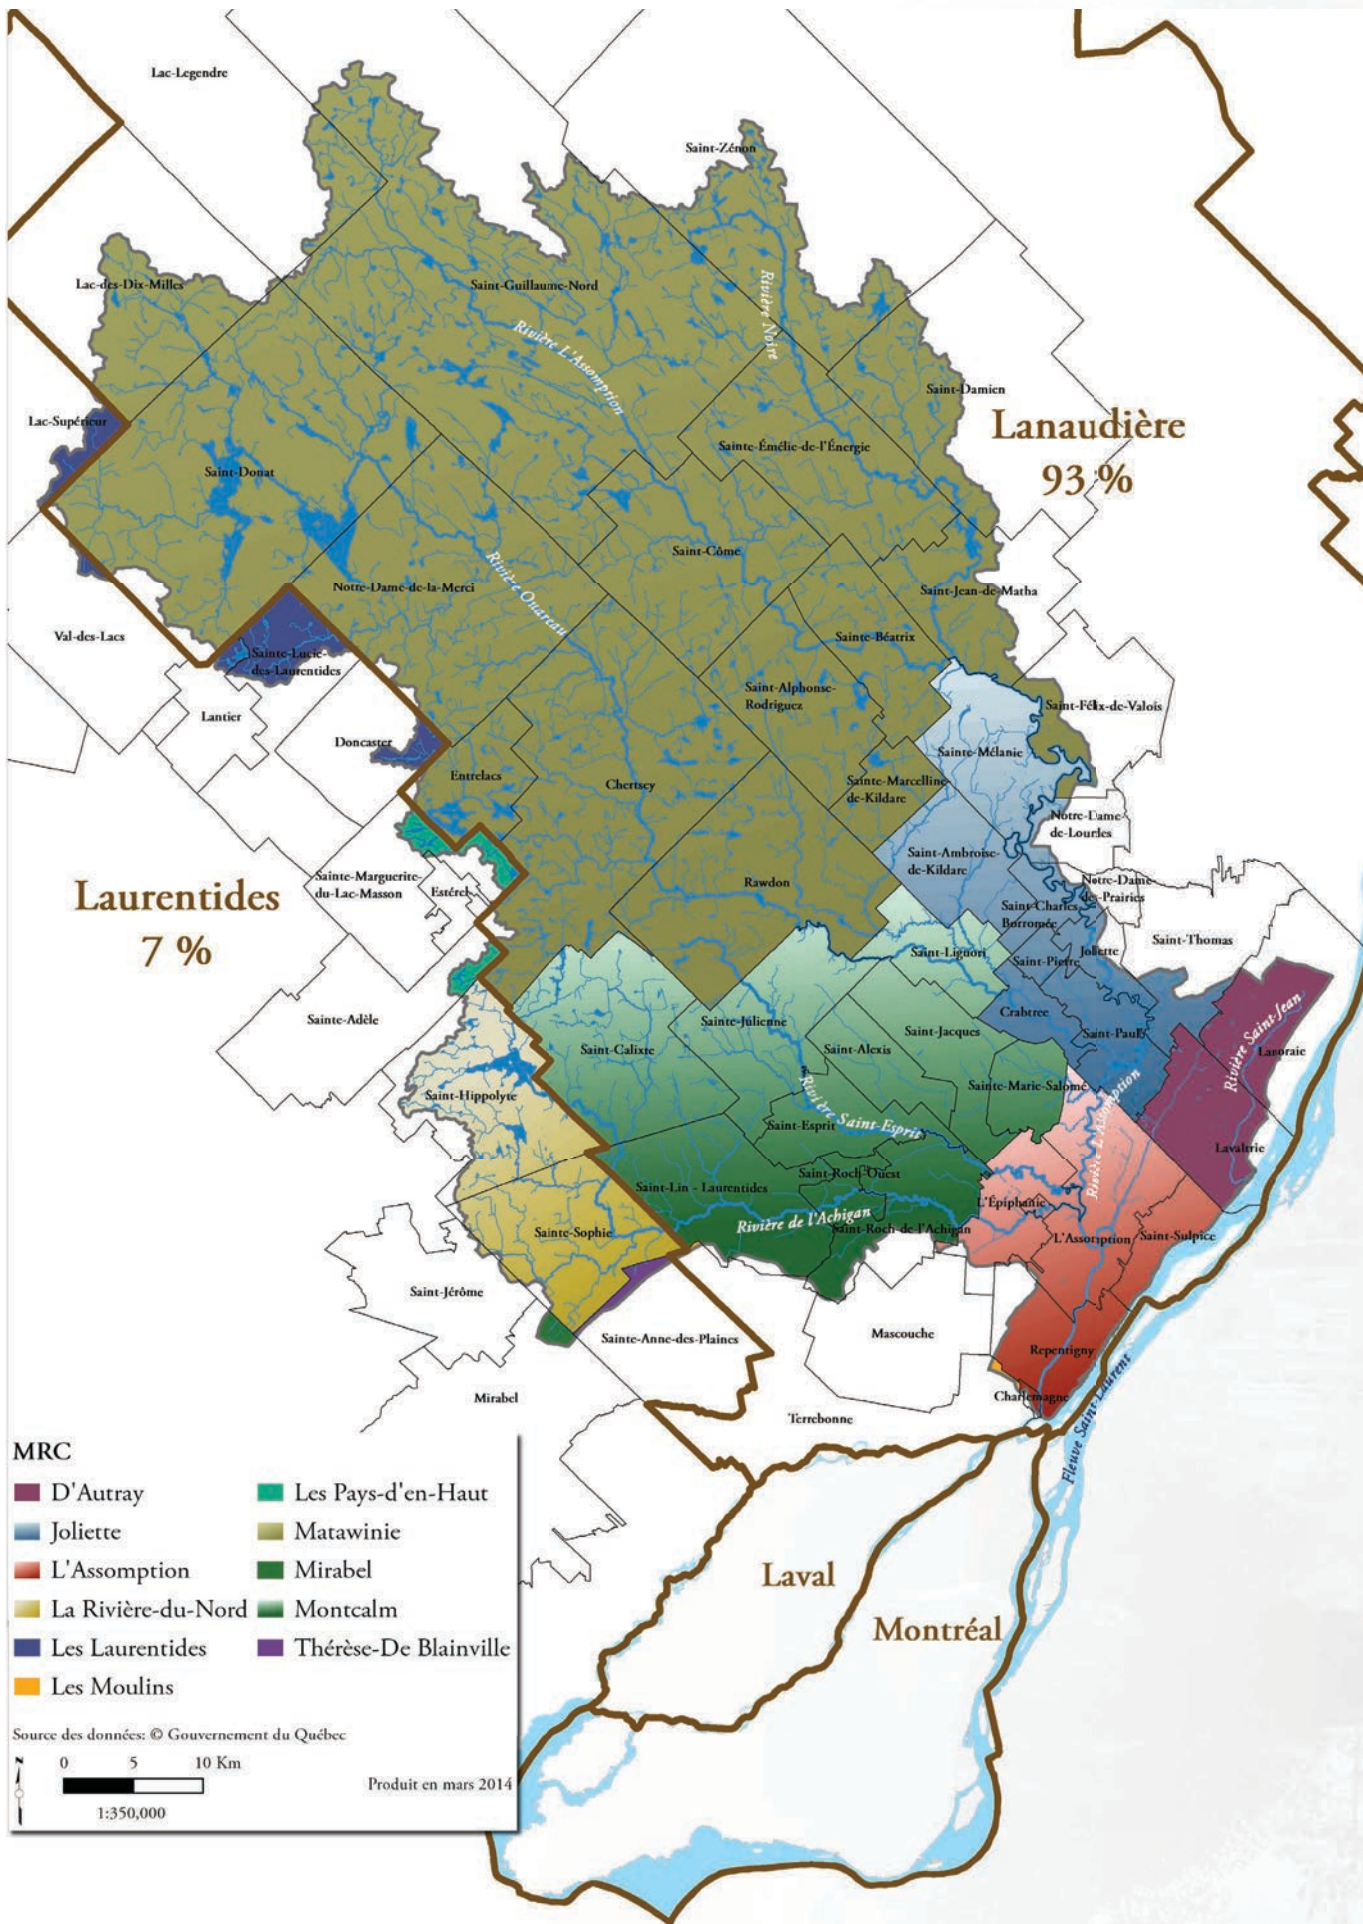 Lac-Legendre
Saint-Zénon
Lac-des-Dix-Milles
Saint-Guillaume-Nord
Rivière Noire
Rivière L'Assomption
Saint-Damien
Lac-Supérieur
Lanaudière
93 %
Sainte-Émélie-de-l'Énergie
Saint-Donat
Saint-Côme
Rivière Ouareau
Notre-Dame-de-la-Merci
Saint-Jean-de-Matha
Val-des-Lacs
Sainte-Béatrix
Sainte-Lucie-
des-Laurentides
Saint-Alphonse-
Rodriguez
Saint-Félix-de-Valois
Lantier
Doncaster
Sainte-Mélanie
Entrelacs
Chertsey
Sainte-Marcelline-
de-Kildare
Notre-Dame-
de-Lourdes
Saint-Ambroise-
de-Kildare
Laurentides
7 %
Sainte-Marguerite-
du-Lac-Masson
Estérel
Rawdon
Notre-Dame-
des-Prairies
Saint-Charles
Borromée
Saint-Thomas
Joliette
Saint-Liguori
Saint-Pierre
Sainte-Adèle
Crabtree
Sainte-Julienne
Saint-Jacques
Saint-Paul
Rivière Saint-Jean
Lanoraie
Saint-Calixte
Saint-Alexis
Sainte-Marie-Salomé
Saint-Hippolyte
Rivière Saint-Esprit
Saint-Esprit
Rivière L'Assomption
Lavaltrie
Saint-Roch-Ouest
Saint-Lin - Laurentides
L'Épiphanie
Rivière de l'Achigan
Saint-Roch-de-l'Achigan
Sainte-Sophie
L'Assomption
Saint-Sulpice
Saint-Jérôme
Sainte-Anne-des-Plaines
Mascouche
Repentigny
Mirabel
Charlemagne
Terrebonne
Fleuve Saint-Laurent
Laval
Montréal
MRC
D'Autray
Joliette
L'Assomption
La Rivière-du-Nord
Les Laurentides
Les Moulins
Les Pays-d'en-Haut
Matawinie
Mirabel
Montcalm
Thérèse-De Blainville
Source des données: © Gouvernement du Québec
N
0 5 10 Km
1:350,000
Produit en mars 2014